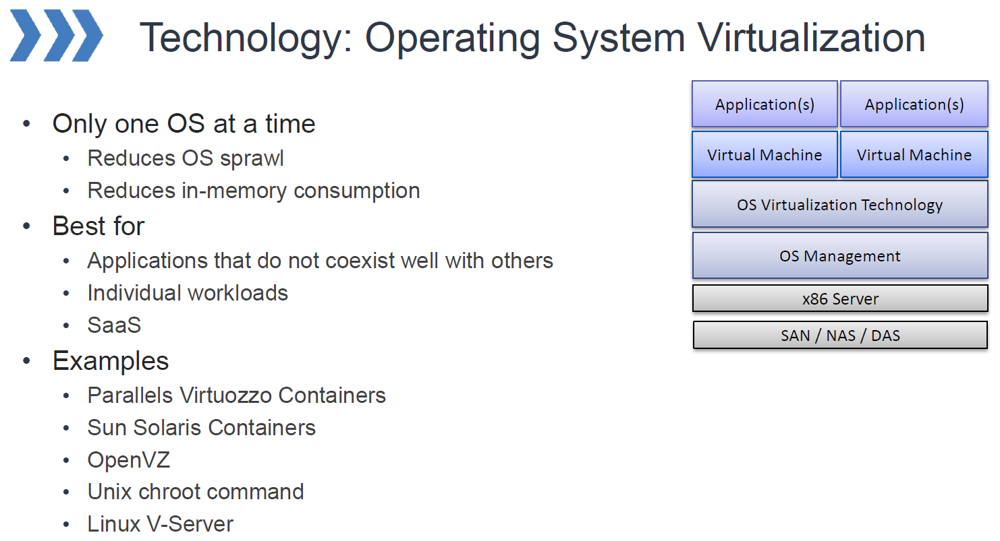 Technology: Operating System Virtualization
• Only one OS at a time
• Reduces OS sprawl
• Reduces in-memory consumption
• Best for
• Applications that do not coexist well with others
• Individual workloads
• SaaS
• Examples
• Parallels Virtuozzo Containers
• Sun Solaris Containers
• OpenVZ
• Unix chroot command
• Linux V-Server
Application(s)
Application(s)
Virtual Machine
Virtual Machine
OS Virtualization Technology
OS Management
x86 Server
SAN / NAS / DAS